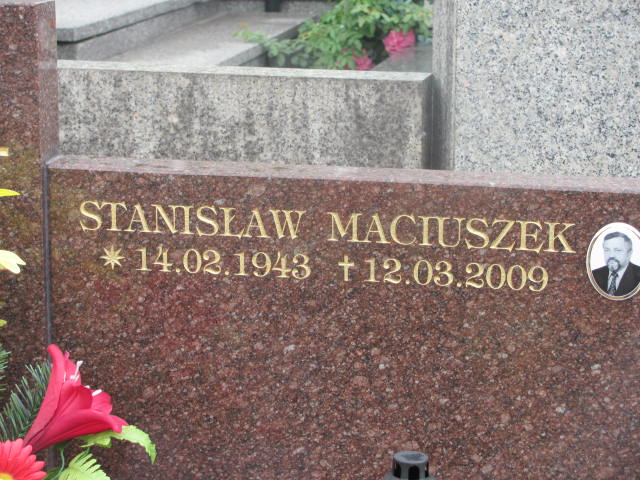 STANISŁAW MACIUSZEK
✴ 14.02.1943 ✝ 12.03.2009